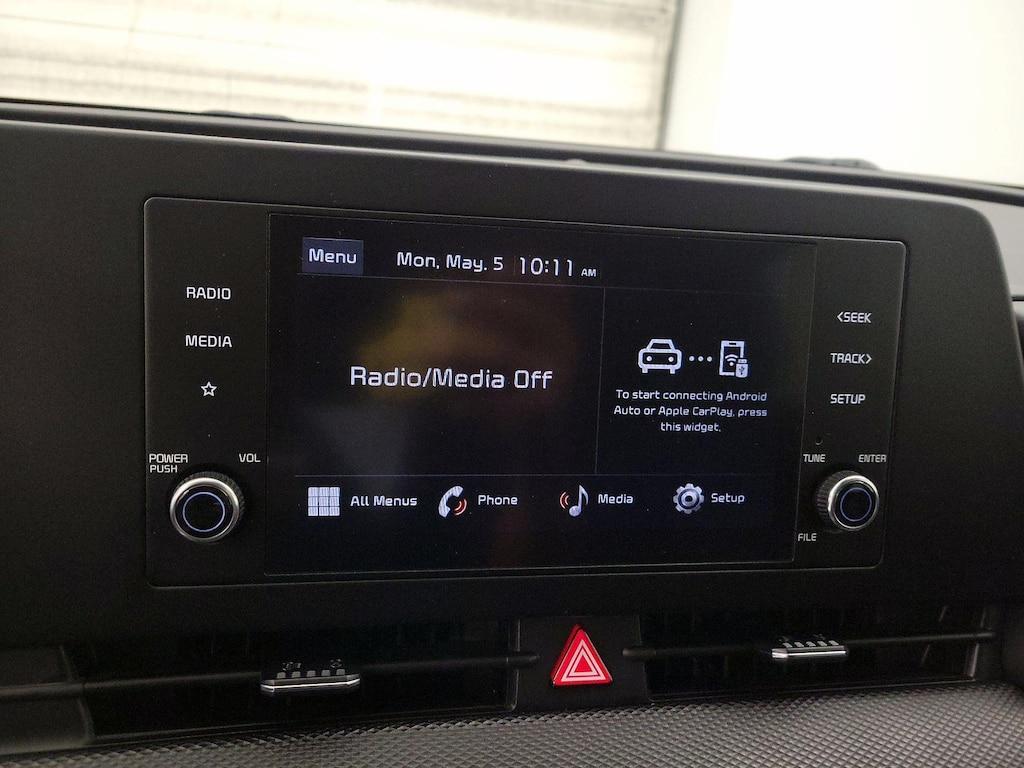 Menu
Mon, May. 5 10:11 AM
RADIO
MEDIA
POWER
PUSH
VOL
Radio/Media Off
To start connecting Android
Auto or Apple CarPlay, press
this widget.
All Menus
Phone
Media
Setup
<SEEK
TRACK>
SETUP
TUNE
ENTER
FILE